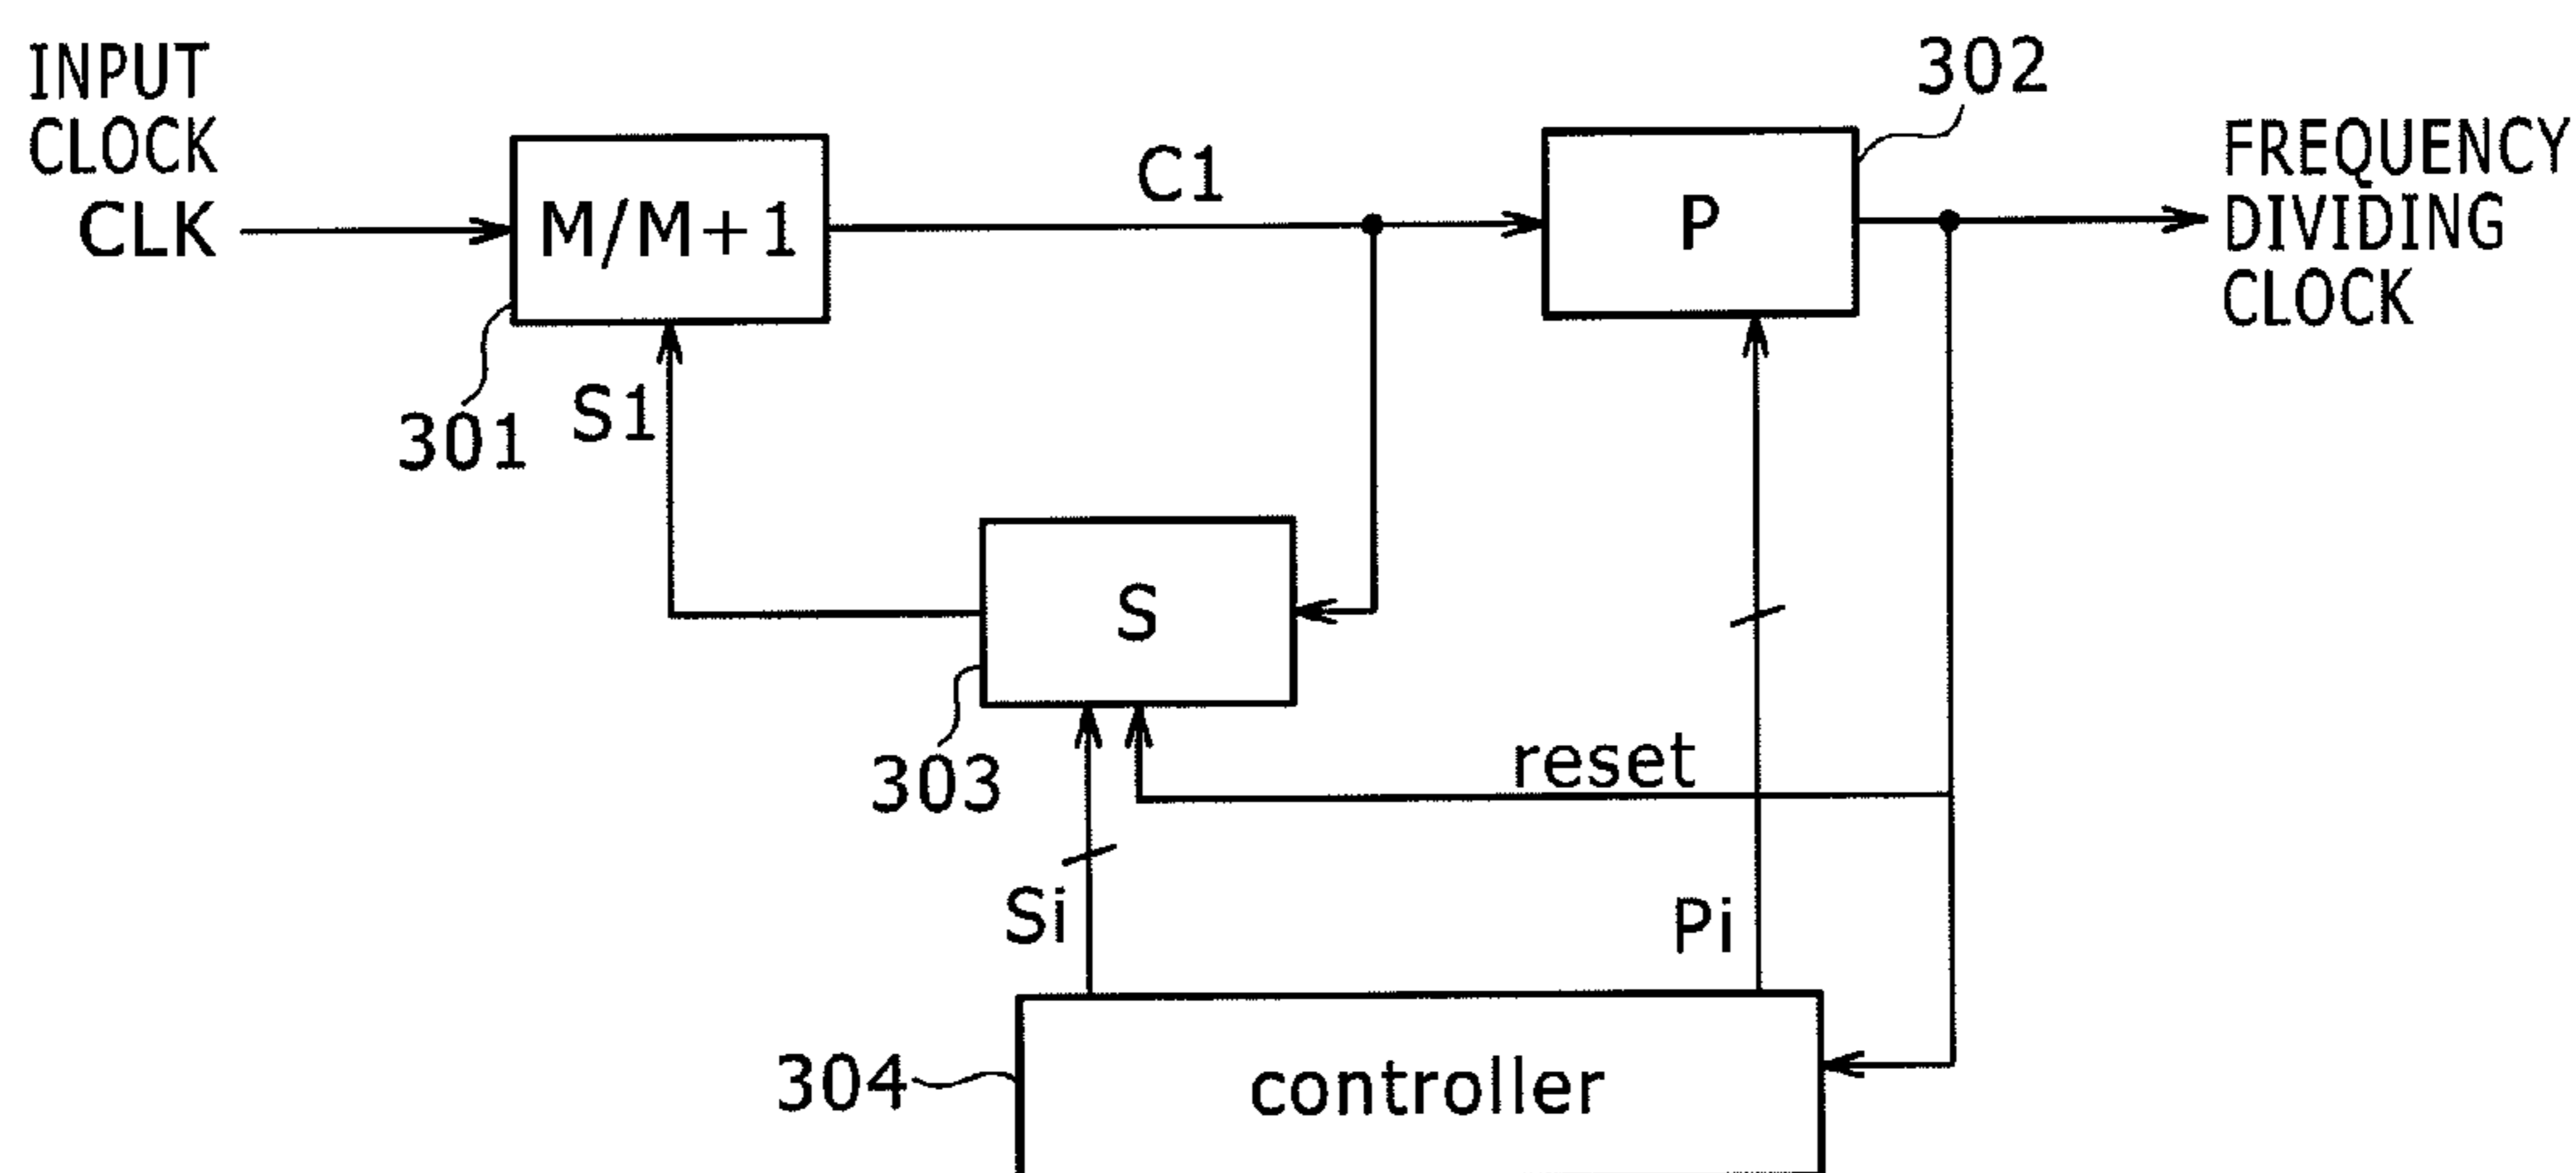 INPUT
CLOCK
CLK
M/M+1
301
C1
P
302
FREQUENCY
DIVIDING
CLOCK
S1
S
303
reset
Si
Pi
304
controller